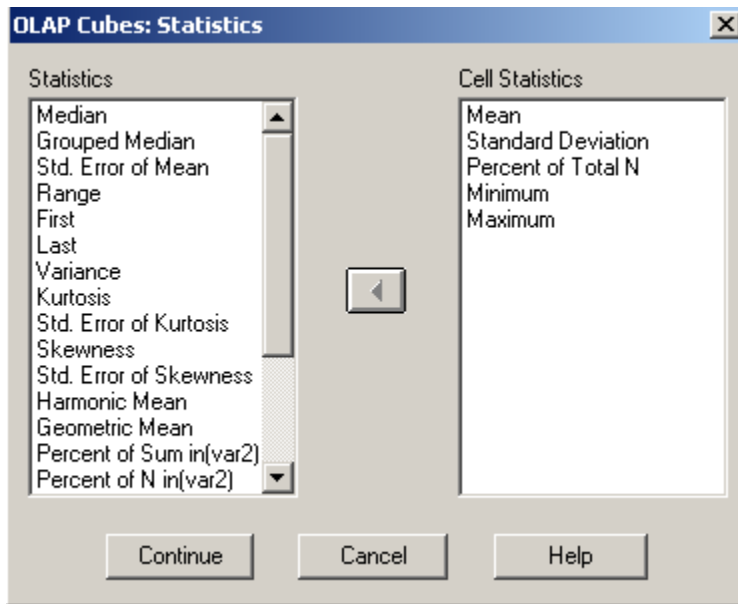 OLAP Cubes: Statistics
Statistics
Median
Grouped Median
Std. Error of Mean
Range
First
Last
Variance
Kurtosis
Std. Error of Kurtosis
Skewness
Std. Error of Skewness
Harmonic Mean
Geometric Mean
Percent of Sum in(var2)
Percent of N in(var2)
Cell Statistics
Mean
Standard Deviation
Percent of Total N
Minimum
Maximum
Continue
Cancel
Help